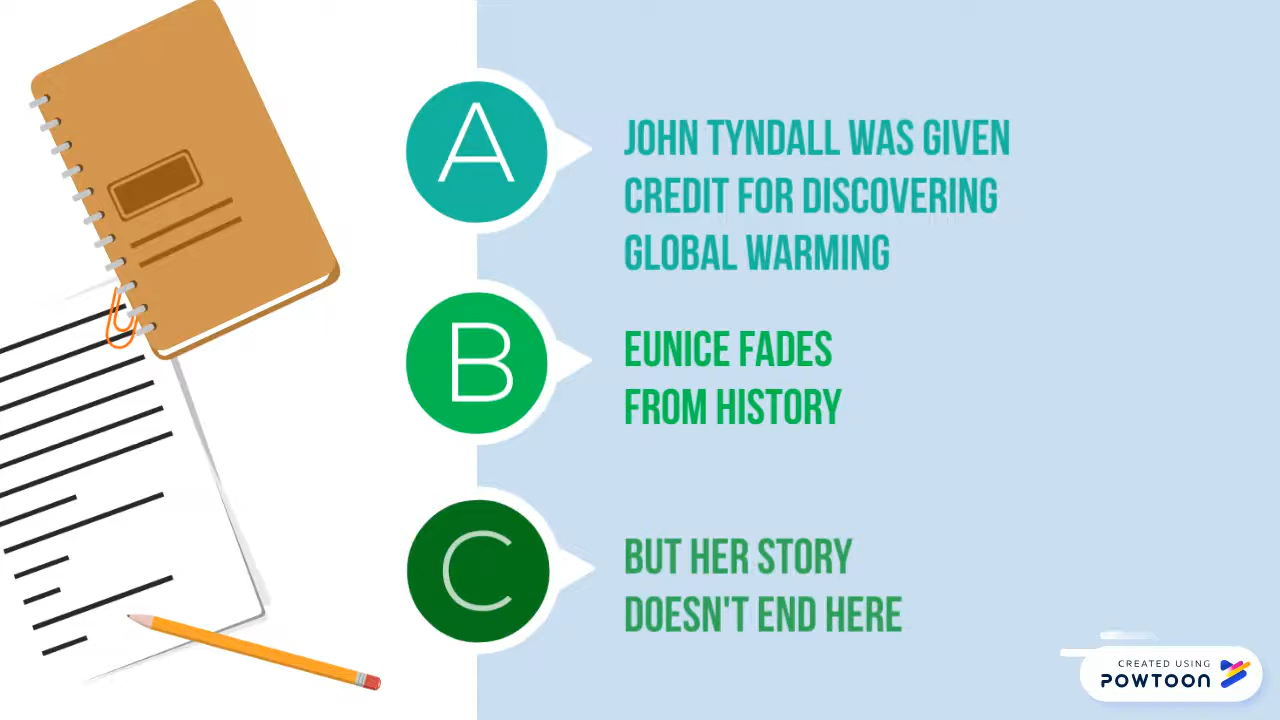 A
JOHN TYNDALL WAS GIVEN
CREDIT FOR DISCOVERING
GLOBAL WARMING
B
EUNICE FADES
FROM HISTORY
C
BUT HER STORY
DOESN'T END HERE
CREATED USING
POWTOON